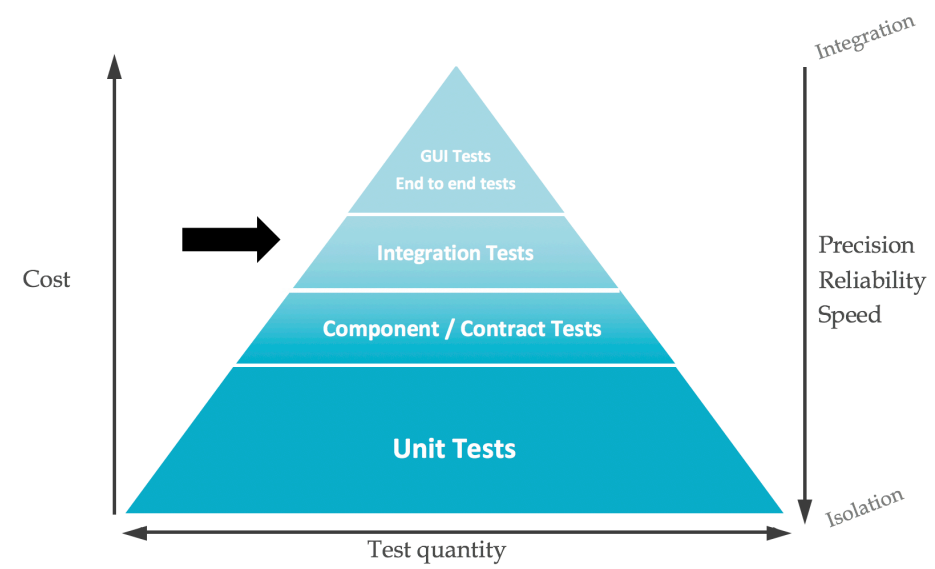 Integration
GUI Tests
End to end tests
Integration Tests
Cost
Precision
Reliability
Speed
Component / Contract Tests
Unit Tests
Isolation
Test quantity